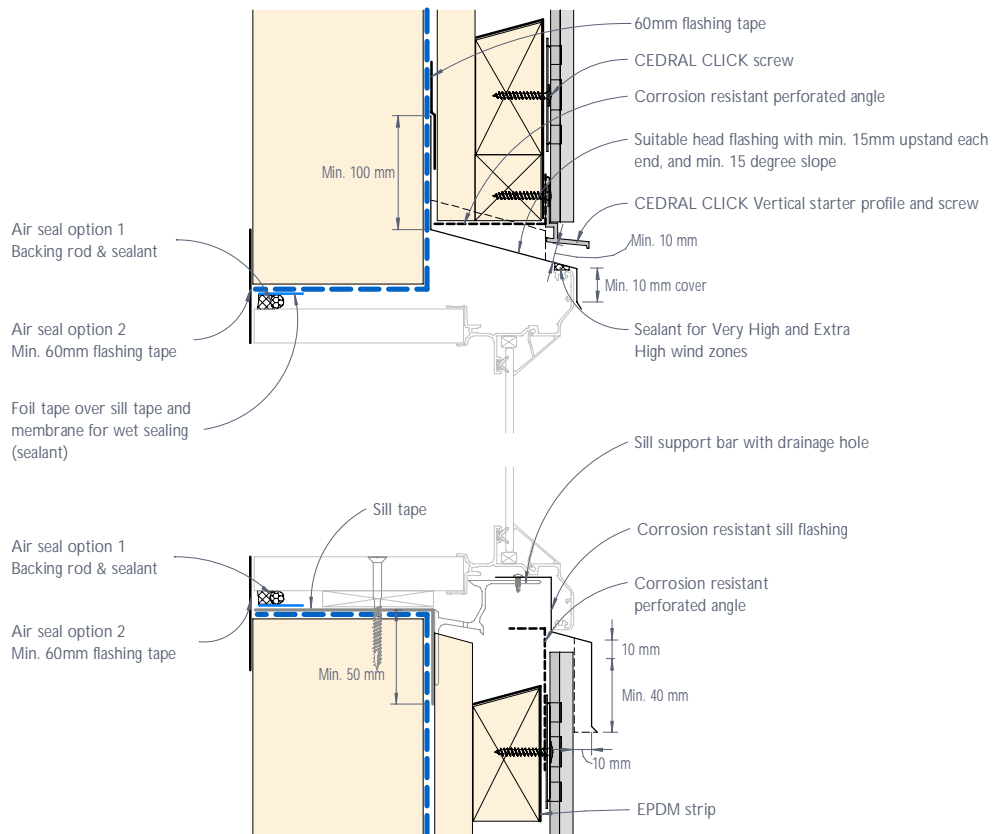 60mm flashing tape
CEDRAL CLICK screw
Corrosion resistant perforated angle
Suitable head flashing with min. 15mm upstand each
end, and min. 15 degree slope
Min. 100 mm
CEDRAL CLICK Vertical starter profile and screw
Air seal option 1
Backing rod & sealant
Min. 10 mm
Min. 10 mm cover
Air seal option 2
Min. 60mm flashing tape
Sealant for Very High and Extra
High wind zones
Foil tape over sill tape and
membrane for wet sealing
(sealant)
Sill support bar with drainage hole
Sill tape
Corrosion resistant sill flashing
Air seal option 1
Backing rod & sealant
Corrosion resistant
perforated angle
Air seal option 2
Min. 60mm flashing tape
10 mm
Min. 50 mm
Min. 40 mm
10 mm
EPDM strip